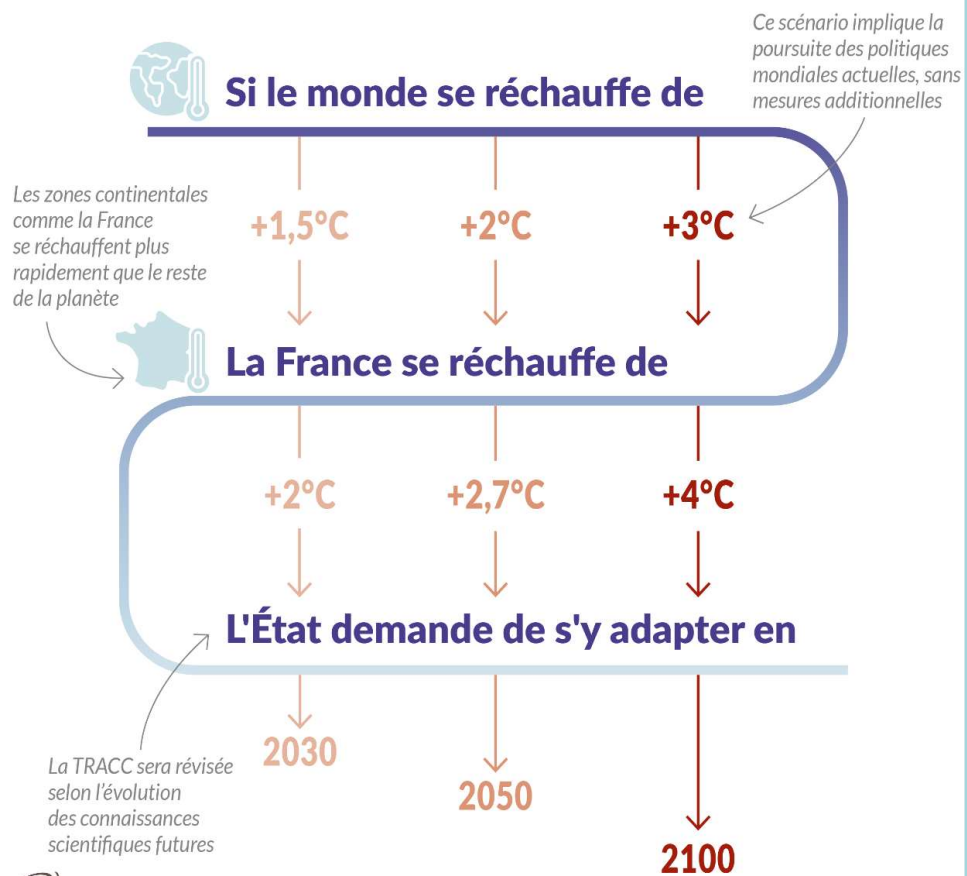 Ce scénario implique la
poursuite des politiques
mondiales actuelles, sans
mesures additionnelles
Si le monde se réchauffe de
+1,5°C
+2°C
+3°C
Les zones continentales
comme la France
se réchauffent plus
rapidement que le reste
de la planète
La France se réchauffe de
+2°C
+2,7°C
+4°C
L'État demande de s'y adapter en
2030
2050
2100
La TRACC sera révisée
selon l'évolution
des connaissances
scientifiques futures